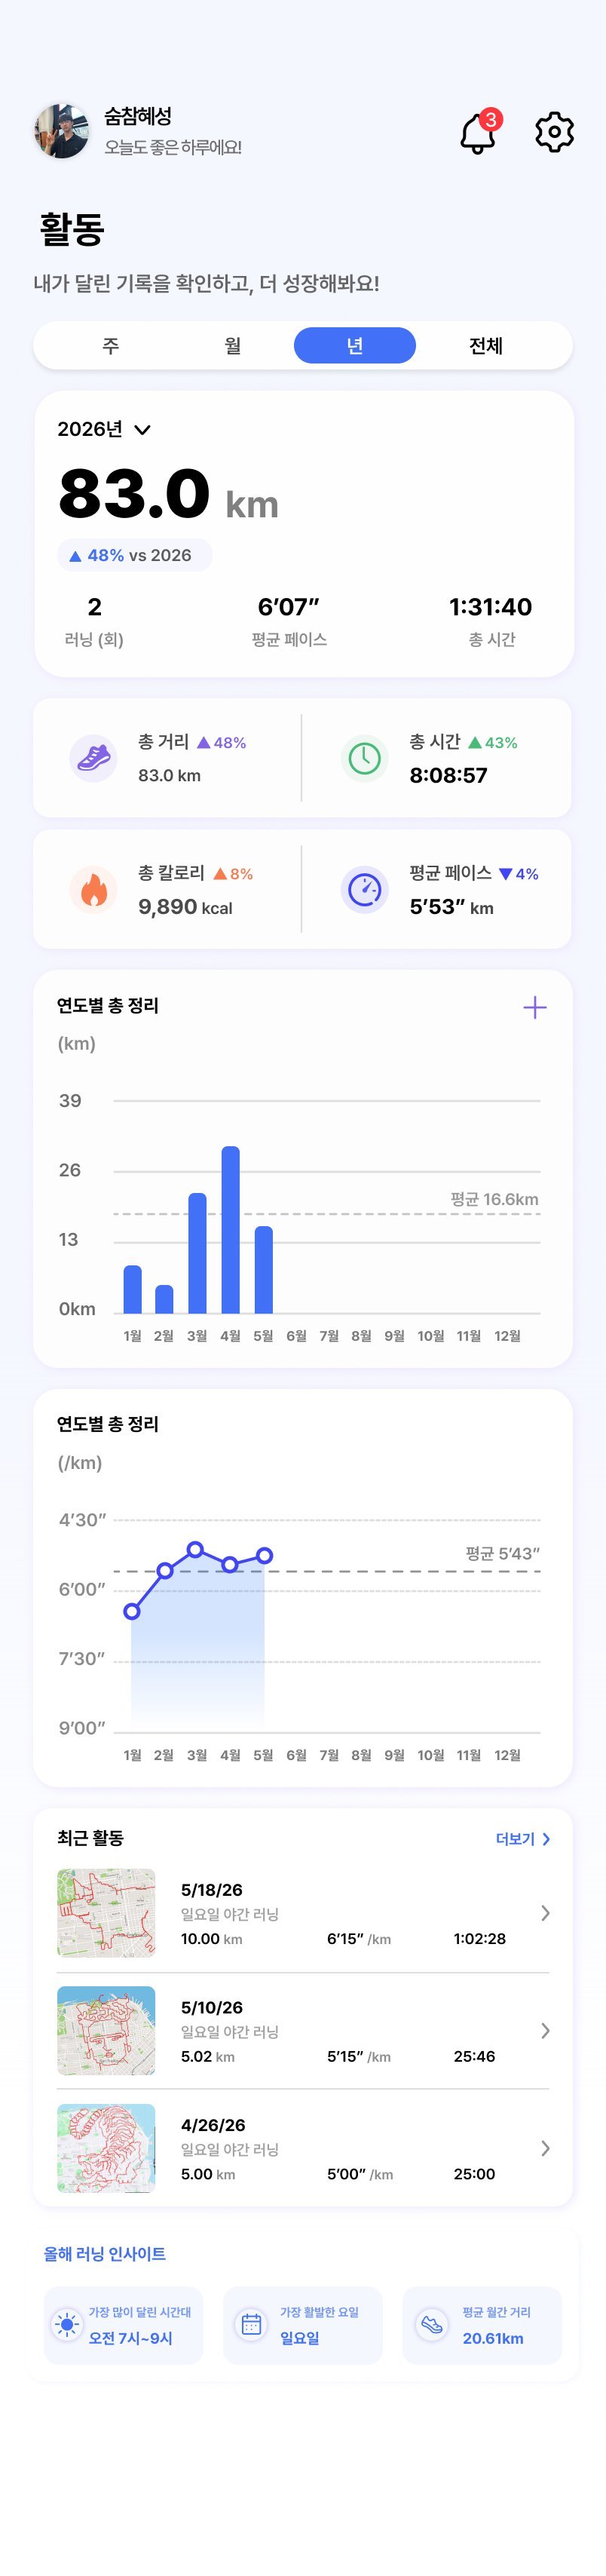 숨참혜성
오늘도 좋은 하루에요!
3
활동
내가 달린 기록을 확인하고, 더 성장해봐요!
주 월 년 전체
2026년
83.0 km
▲ 48% vs 2026
2 6’07” 1:31:40
러닝 (회) 평균 페이스 총 시간
총 거리 ▲48% 총 시간 ▲43%
83.0 km 8:08:57
총 칼로리 ▲8% 평균 페이스 ▼4%
9,890 kcal 5’53” km
연도별 총 정리
(km)
39
26
평균 16.6km
13
0km
1월 2월 3월 4월 5월 6월 7월 8월 9월 10월 11월 12월
연도별 총 정리
(/km)
4’30”
평균 5’43”
6’00”
7’30”
9’00”
1월 2월 3월 4월 5월 6월 7월 8월 9월 10월 11월 12월
최근 활동 더보기
5/18/26
일요일 야간 러닝
10.00 km 6’15” /km 1:02:28
5/10/26
일요일 야간 러닝
5.02 km 5’15” /km 25:46
4/26/26
일요일 야간 러닝
5.00 km 5’00” /km 25:00
올해 러닝 인사이트
가장 많이 달린 시간대 가장 활발한 요일 평균 월간 거리
오전 7시~9시 일요일 20.61km